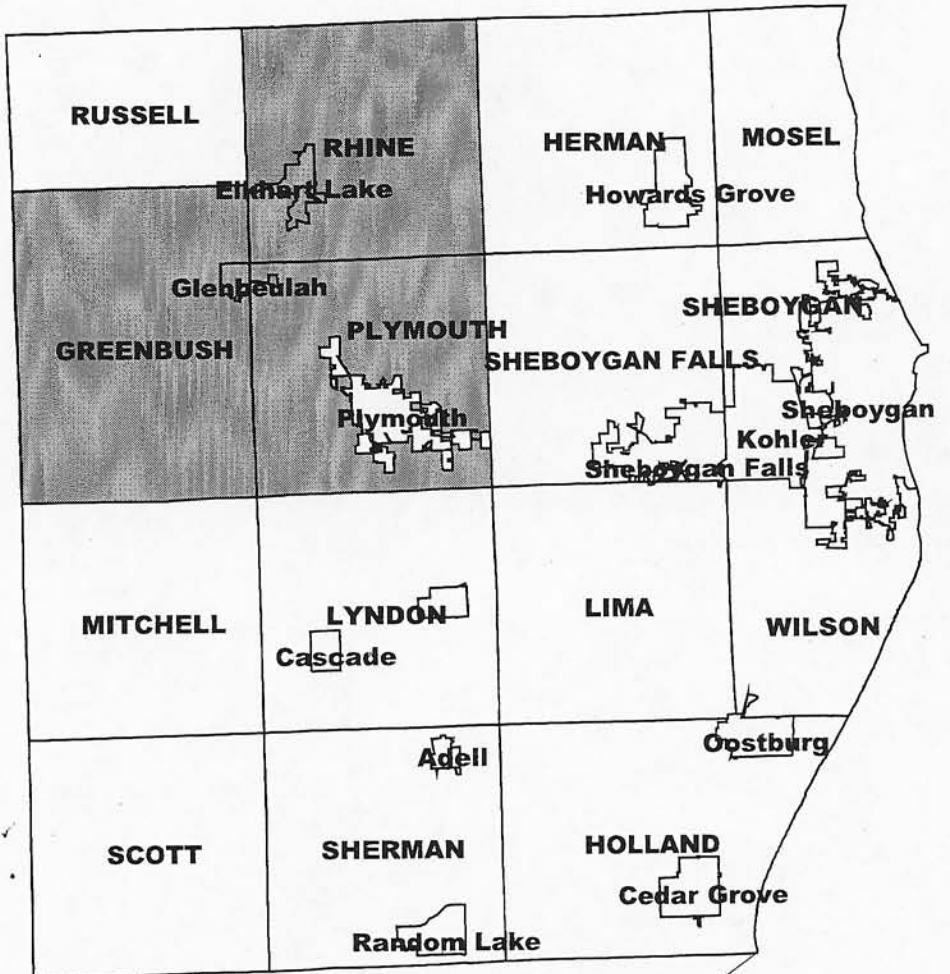 RUSSELL
RHINE
HERMAN
MOSEL
Elkhart Lake
Howards Grove
Glenbeulah
SHEBOYGAN
GREENBUSH
PLYMOUTH
SHEBOYGAN FALLS
Plymouth
Sheboygan
Kohler
Sheboygan Falls
MITCHELL
LYNDON
LIMA
WILSON
Cascade
Adell
Oostburg
SCOTT
SHERMAN
HOLLAND
Cedar Grove
Random Lake